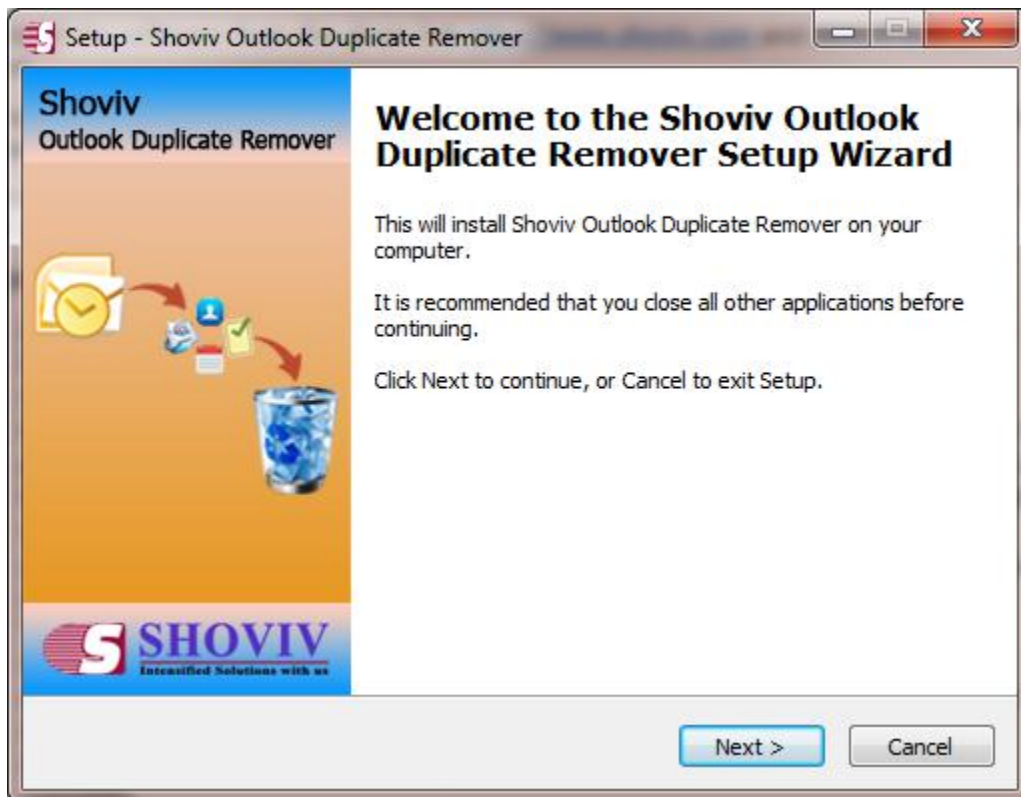 Setup - Shoviv Outlook Duplicate Remover
Shoviv
Outlook Duplicate Remover
Welcome to the Shoviv Outlook
Duplicate Remover Setup Wizard
This will install Shoviv Outlook Duplicate Remover on your
computer.
It is recommended that you close all other applications before
continuing.
Click Next to continue, or Cancel to exit Setup.
S SHOVIV
Intensified Solutions with us
Next >
Cancel